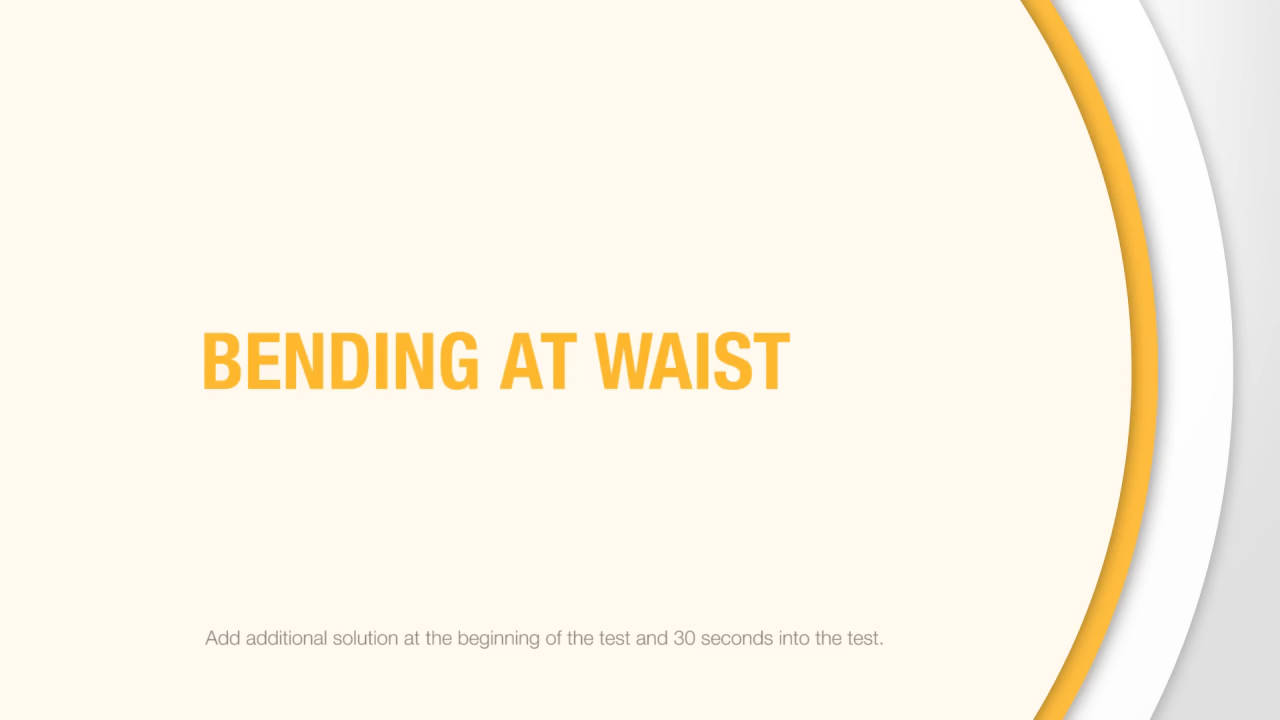 BENDING AT WAIST
Add additional solution at the beginning of the test and 30 seconds into the test.